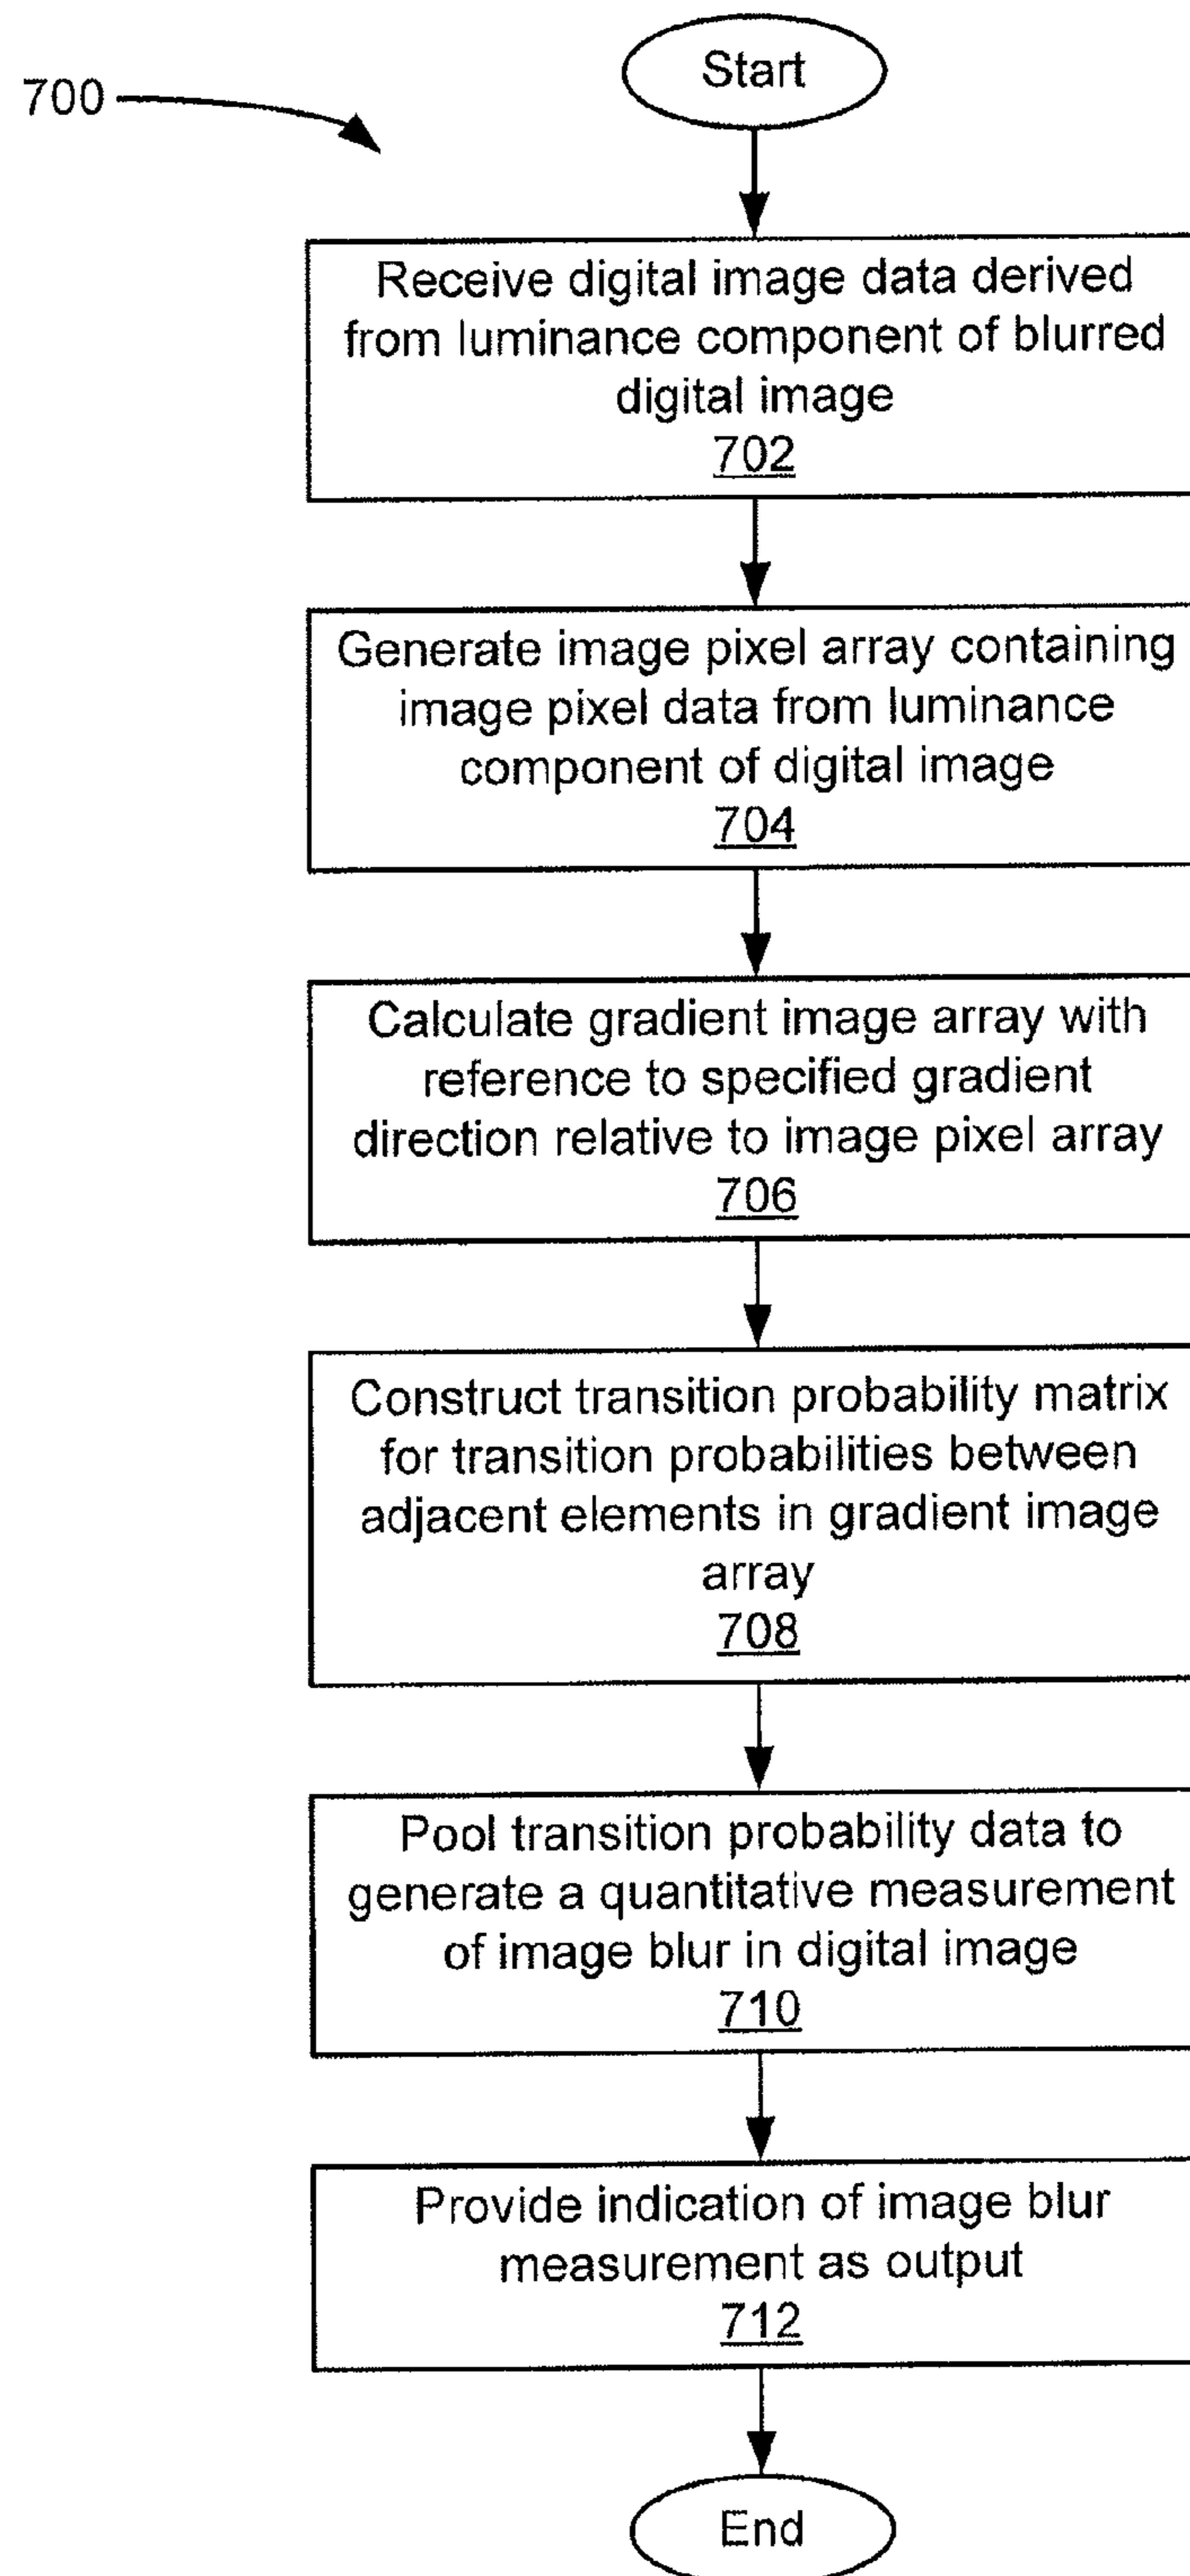 Start
700
Receive digital image data derived
from luminance component of blurred
digital image
702
Generate image pixel array containing
image pixel data from luminance
component of digital image
704
Calculate gradient image array with
reference to specified gradient
direction relative to image pixel array
706
Construct transition probability matrix
for transition probabilities between
adjacent elements in gradient image
array
708
Pool transition probability data to
generate a quantitative measurement
of image blur in digital image
710
Provide indication of image blur
measurement as output
712
End